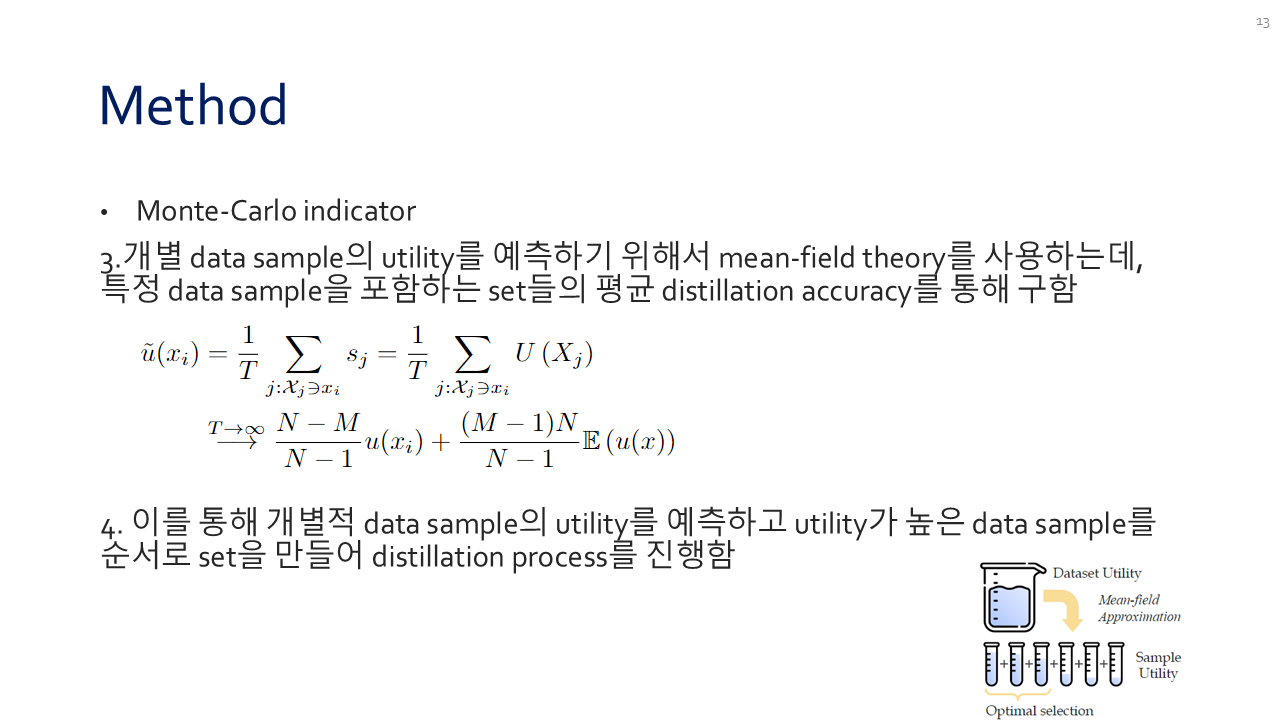 13
Method
• Monte-Carlo indicator
3.개별 data sample의 utility를 예측하기 위해서 mean-field theory를 사용하는데,
특정 data sample을 포함하는 set들의 평균 distillation accuracy를 통해 구함
ũ(x_i) = \frac{1}{T} \sum_{j:\mathcal{X}_j∋x_i} s_j = \frac{1}{T} \sum_{j:\mathcal{X}_j∋x_i} U (X_j)
\overset{T→∞}{⟶} \frac{N − M}{N − 1} u(x_i) + \frac{(M − 1)N}{N − 1} 𝔼 (u(x))
4. 이를 통해 개별적 data sample의 utility를 예측하고 utility가 높은 data sample를
순서로 set을 만들어 distillation process를 진행함
Dataset Utility
Mean-field
Approximation
+ + + + +
Sample
Utility
Optimal selection